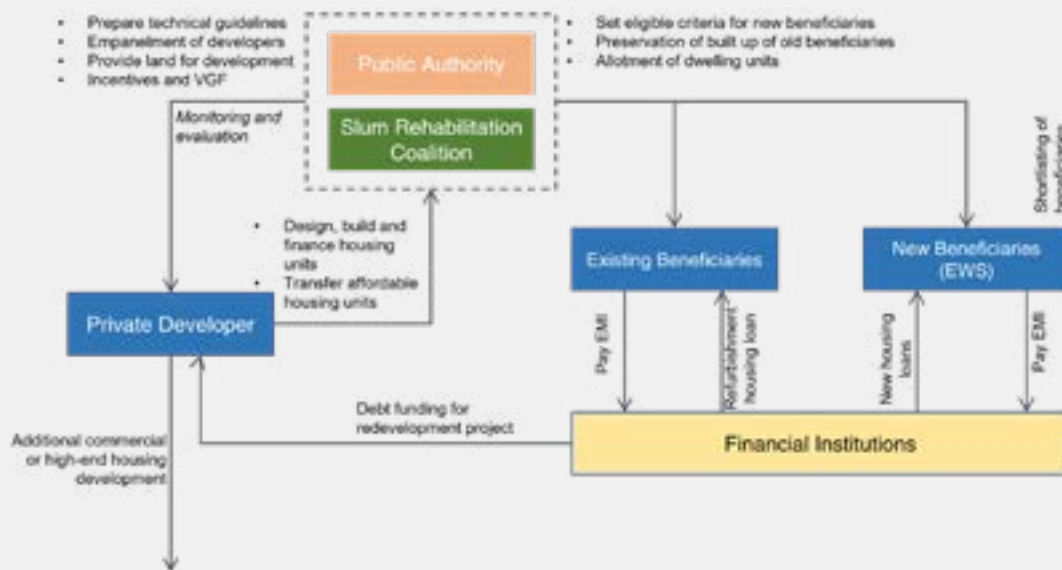 • Prepare technical guidelines
• Empanelment of developers
• Provide land for development
• Incentives and VGF
• Set eligible criteria for new beneficiaries
• Preservation of built up of old beneficiaries
• Allotment of dwelling units
Public Authority
Slum Rehabilitation
Coalition
Monitoring and
evaluation
Shortlisting of
beneficiaries
• Design, build and
finance housing
units
• Transfer affordable
housing units
Existing Beneficiaries
New Beneficiaries
(EWS)
Private Developer
Pay EMI
Refurbishment
housing loan
New housing
loans
Pay EMI
Debt funding for
redevelopment project
Financial Institutions
Additional commercial
or high-end housing
development